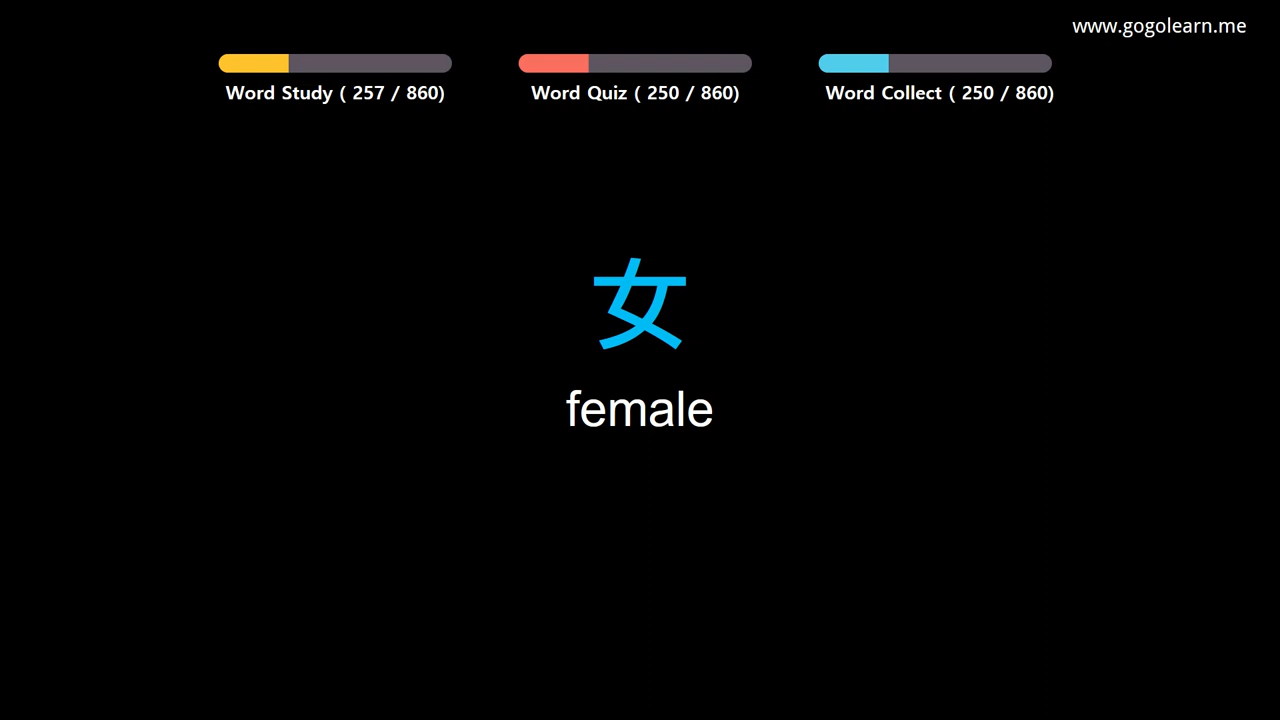 www.gogolearn.me
Word Study ( 257 / 860)
Word Quiz ( 250 / 860)
Word Collect ( 250 / 860)
女
female